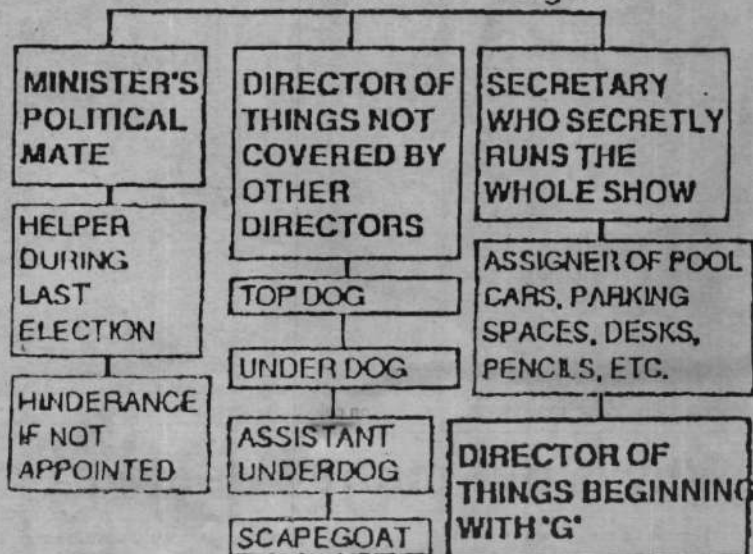 MINISTER'S
POLITICAL
MATE
HELPER
DURING
LAST
ELECTION
HINDERANCE
IF NOT
APPOINTED
DIRECTOR OF
THINGS NOT
COVERED BY
OTHER
DIRECTORS
TOP DOG
UNDER DOG
ASSISTANT
UNDERDOG
SCAPEGOAT
SECRETARY
WHO SECRETLY
RUNS THE
WHOLE SHOW
ASSIGNER OF POOL
CARS, PARKING
SPACES, DESKS,
PENCILS, ETC.
DIRECTOR OF
THINGS BEGINNING
WITH 'G'